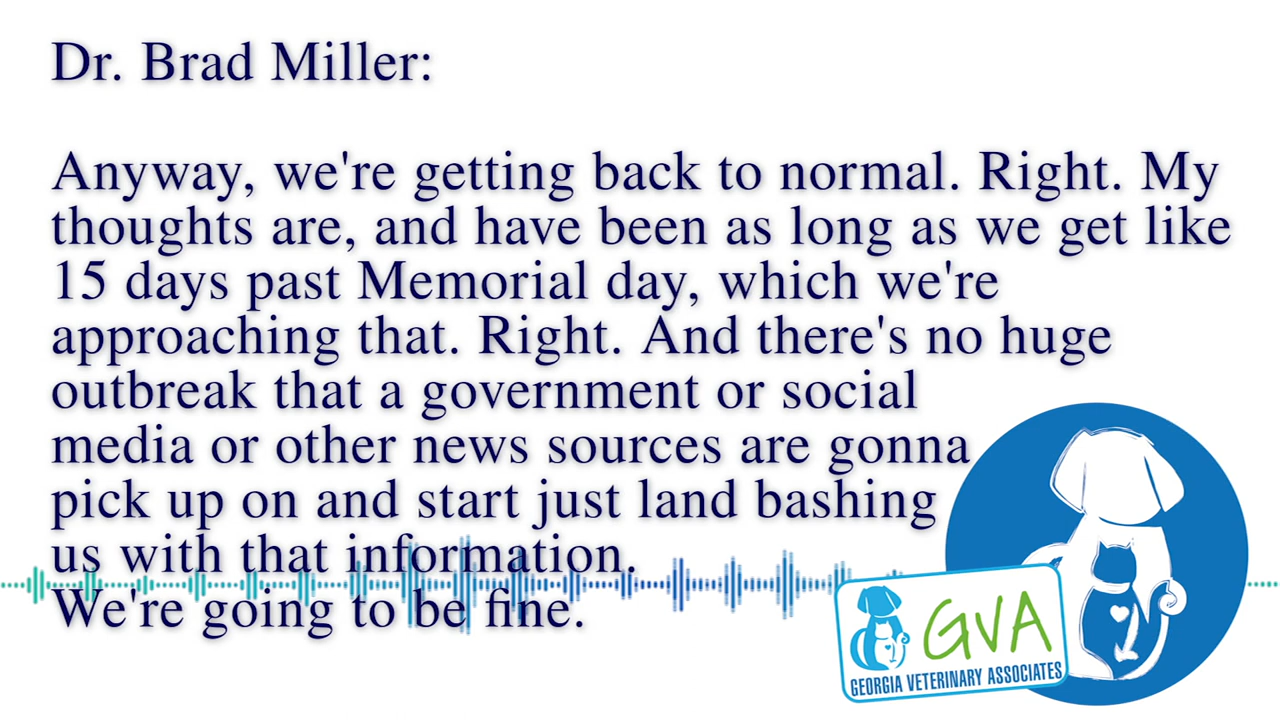 Dr. Brad Miller:
Anyway, we're getting back to normal. Right. My
thoughts are, and have been as long as we get like
15 days past Memorial day, which we're
approaching that. Right. And there's no huge
outbreak that a government or social
media or other news sources are gonna
pick up on and start just land bashing
us with that information.
We're going to be fine.
GVA
GEORGIA VETERINARY ASSOCIATES